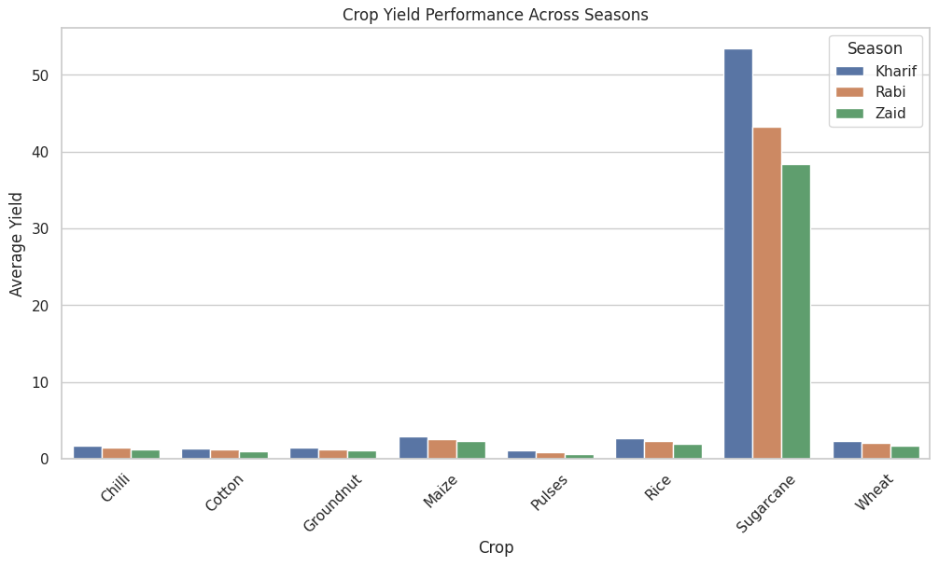 Crop Yield Performance Across Seasons
Season
Kharif
Rabi
Zaid
Average Yield
50
40
30
20
10
0
Chilli
Cotton
Groundnut
Maize
Pulses
Rice
Sugarcane
Wheat
Crop